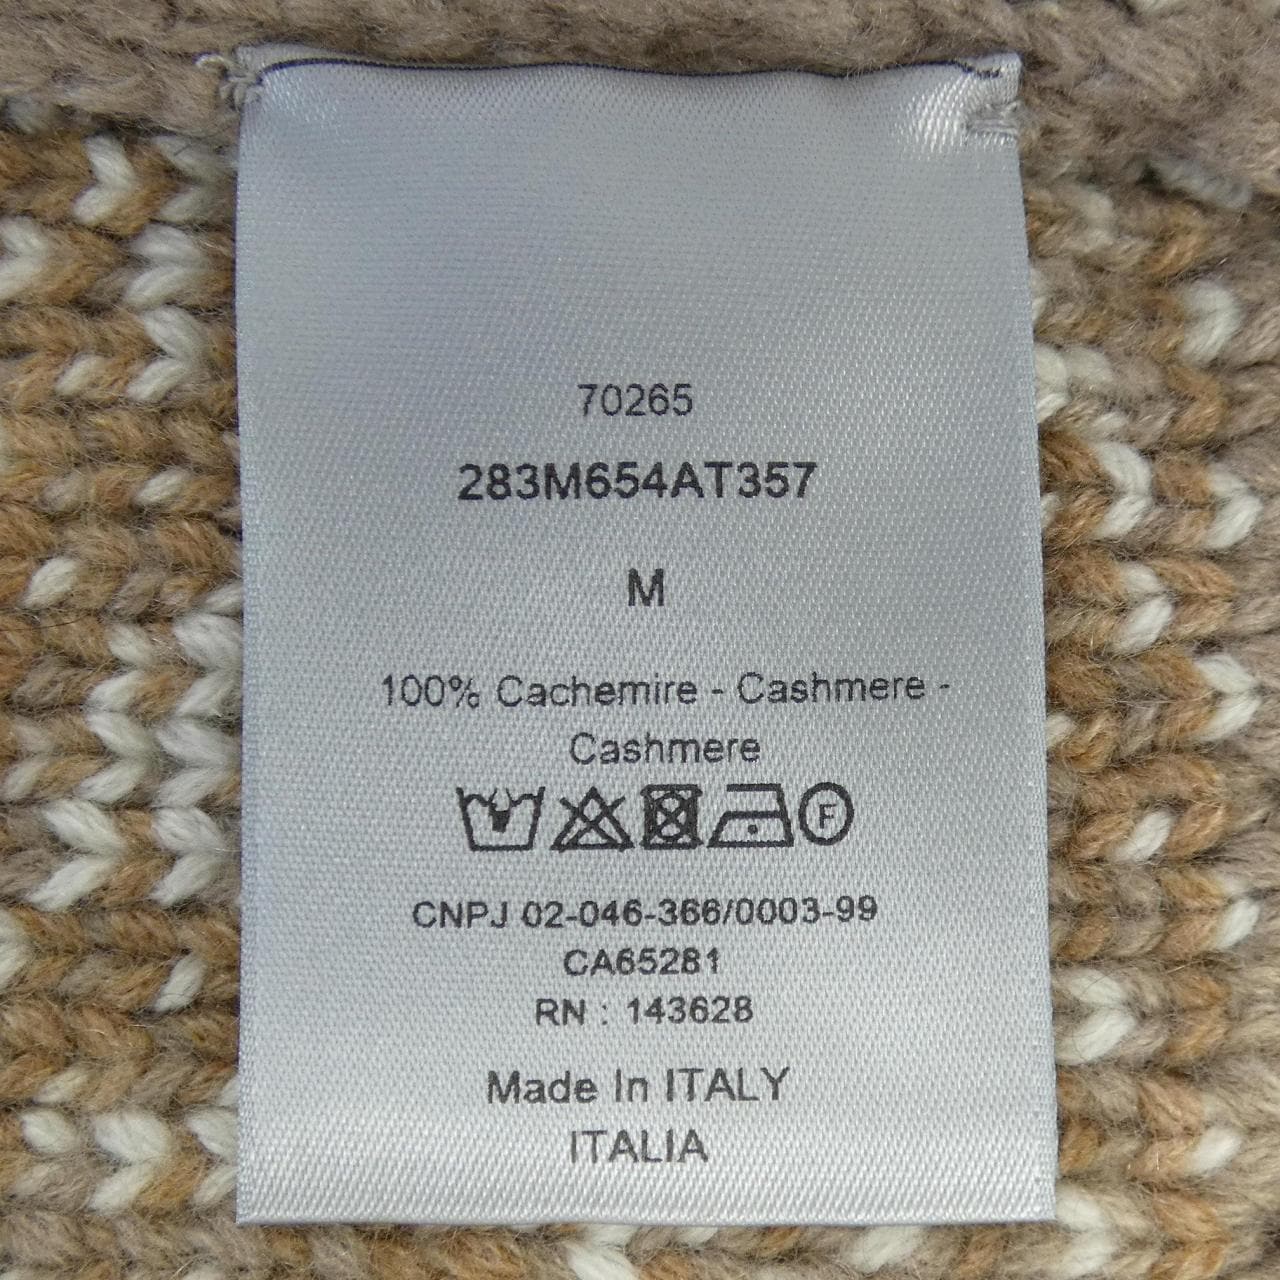 70265
283M654AT357
M
100% Cachemire - Cashmere -
Cashmere
F
CNPJ 02-046-366/0003-99
CA65281
RN : 143628
Made In ITALY
ITALIA